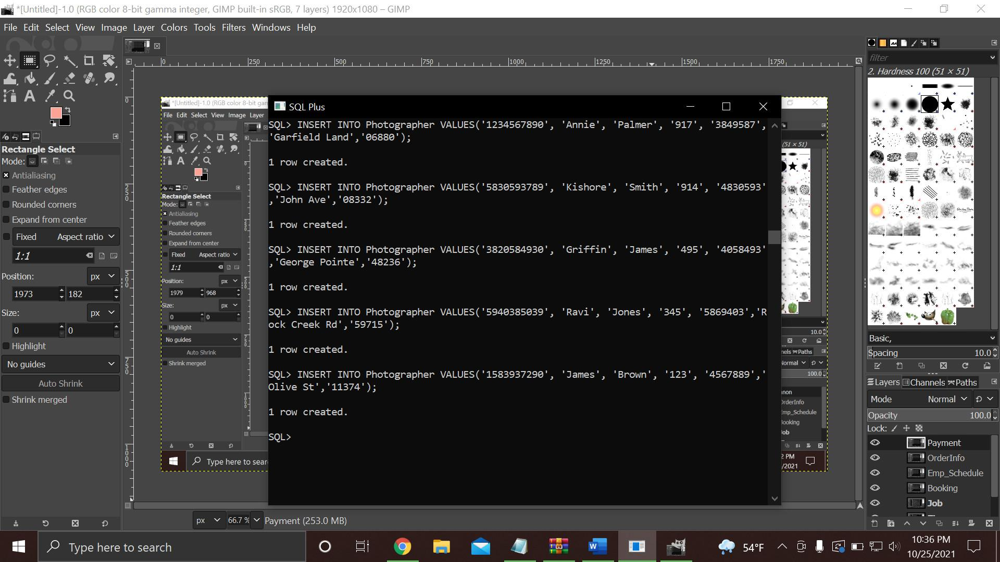 *[Untitled]-1.0 (RGB color 8-bit gamma integer, GIMP built-in sRGB, 7 layers) 1920x1080 – GIMP
File Edit Select View Image Layer Colors Tools Filters Windows Help
0 250 500 750 1000 1250 1500 1750
filter
2. Hardness 100 (51 × 51)
Rectangle Select
Mode:
Antialiasing
Feather edges
Rounded corners
Expand from center
Fixed Aspect ratio
1:1
Position: px
1973 182
Size: px
0 0
Highlight
No guides
Auto Shrink
Shrink merged
0
250
500
750
1000
*[Untitled]-1.0 (RGB color 8-bit gam
File Edit Select View Image Layer
Rectangle Select
Mode:
Antialiasing
Feather edges
Rounded corners
Expand from center
Fixed Aspect ratio
1:1
Position: px
1979 968
Size: px
0 0
Highlight
No guides
Auto Shrink
Shrink merged
Type here to sear
SQL Plus
SQL> INSERT INTO Photographer VALUES('1234567890', 'Annie', 'Palmer', '917', '3849587',
'Garfield Land','06880');
1 row created.
SQL> INSERT INTO Photographer VALUES('5830593789', 'Kishore', 'Smith', '914', '4830593'
,'John Ave','08332');
1 row created.
SQL> INSERT INTO Photographer VALUES('3820584930', 'Griffin', 'James', '495', '4058493'
,'George Pointe','48236');
1 row created.
SQL> INSERT INTO Photographer VALUES('5940385039', 'Ravi', 'Jones', '345', '5869403','R
ock Creek Rd','59715');
1 row created.
SQL> INSERT INTO Photographer VALUES('1583937290', 'James', 'Brown', '123', '4567889','
Olive St','11374');
1 row created.
SQL>
(51 × 51)
10.0
nels Paths
Normal
100.0
non
OrderInfo
Emp_Schedule
Booking
Job
2 PM
/2021
Basic,
Spacing 10.0
Layers Channels Paths
Mode Normal
Opacity 100.0
Lock:
Payment
OrderInfo
Emp_Schedule
Booking
Job
px 66.7 % Payment (253.0 MB)
Type here to search
54°F
10:36 PM
10/25/2021